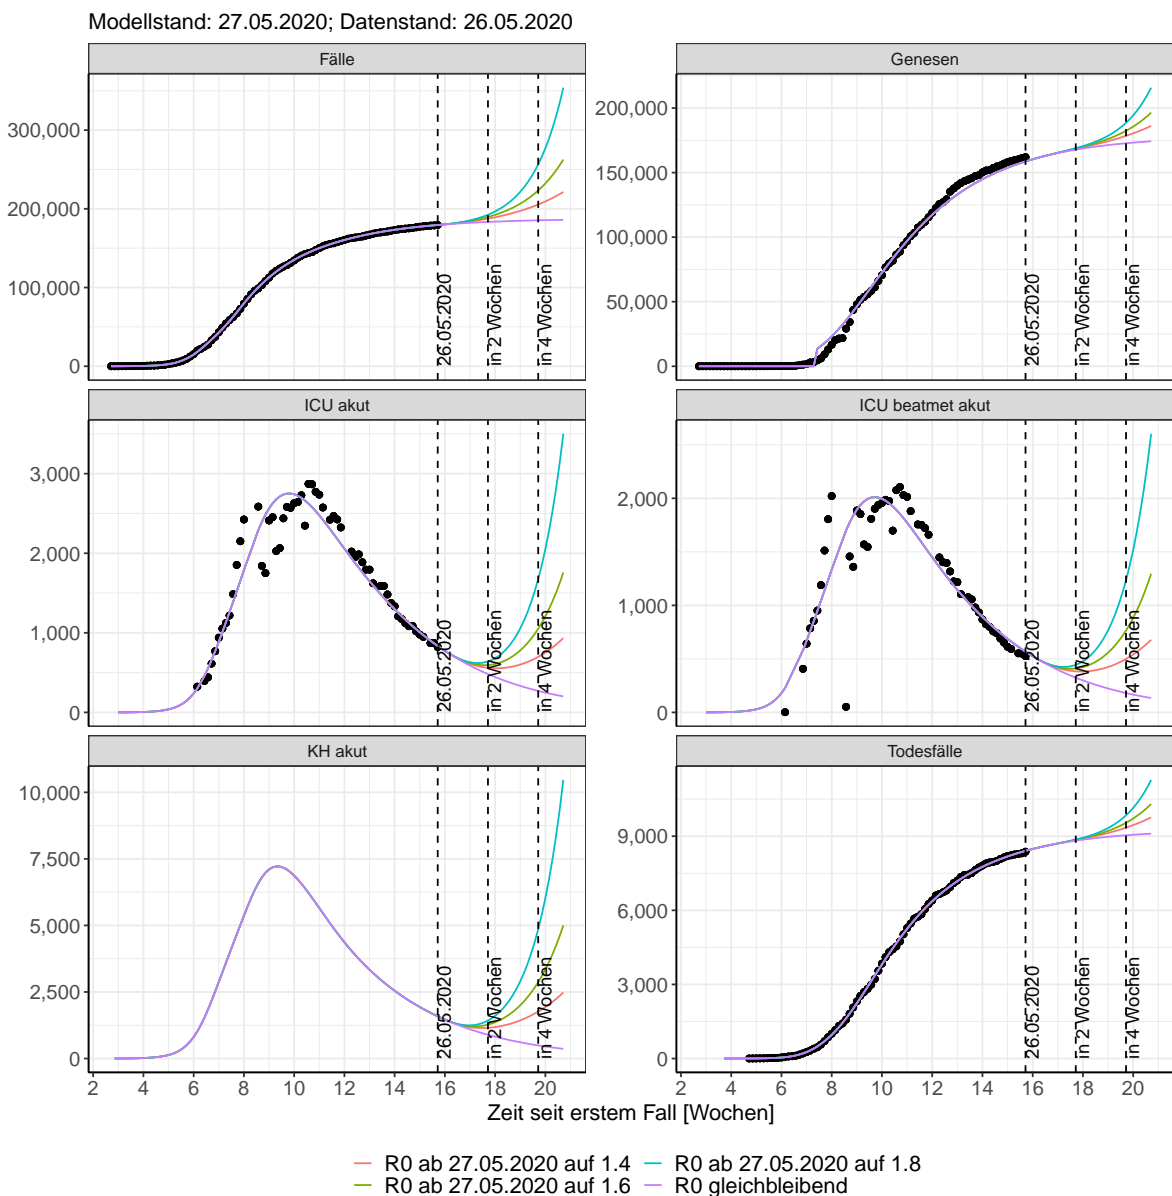 Modellstand: 27.05.2020; Datenstand: 26.05.2020
Fälle
300,000
200,000
100,000
0
26.05.2020
in 2 Wochen
in 4 Wochen
Genesen
200,000
150,000
100,000
50,000
0
26.05.2020
in 2 Wochen
in 4 Wochen
ICU akut
3,000
2,000
1,000
0
26.05.2020
in 2 Wochen
in 4 Wochen
ICU beatmet akut
2,000
1,000
0
26.05.2020
in 2 Wochen
in 4 Wochen
KH akut
10,000
7,500
5,000
2,500
0
26.05.2020
in 2 Wochen
in 4 Wochen
2 4 6 8 10 12 14 16 18 20
Todesfälle
9,000
6,000
3,000
0
26.05.2020
in 2 Wochen
in 4 Wochen
2 4 6 8 10 12 14 16 18 20
Zeit seit erstem Fall [Wochen]
R0 ab 27.05.2020 auf 1.4
R0 ab 27.05.2020 auf 1.6
R0 ab 27.05.2020 auf 1.8
R0 gleichbleibend